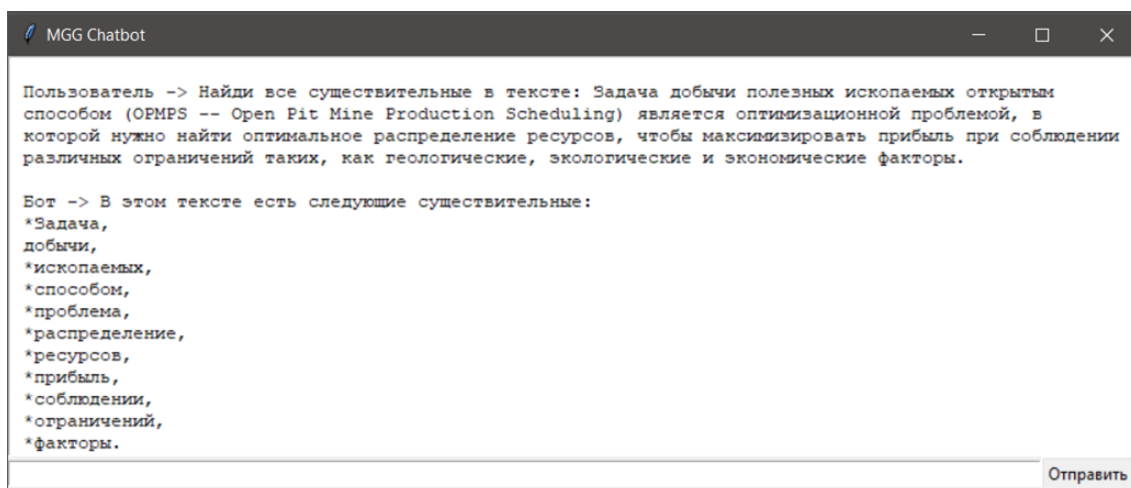 MGG Chatbot
Пользователь -> Найди все существительные в тексте: Задача добычи полезных ископаемых открытым
способом (OPMPS -- Open Pit Mine Production Scheduling) является оптимизационной проблемой, в
которой нужно найти оптимальное распределение ресурсов, чтобы максимизировать прибыль при соблюдении
различных ограничений таких, как геологические, экологические и экономические факторы.
Бот -> В этом тексте есть следующие существительные:
*Задача,
добычи,
*ископаемых,
*способом,
*проблема,
*распределение,
*ресурсов,
*прибыль,
*соблюдении,
*ограничений,
*факторы.
Отправить